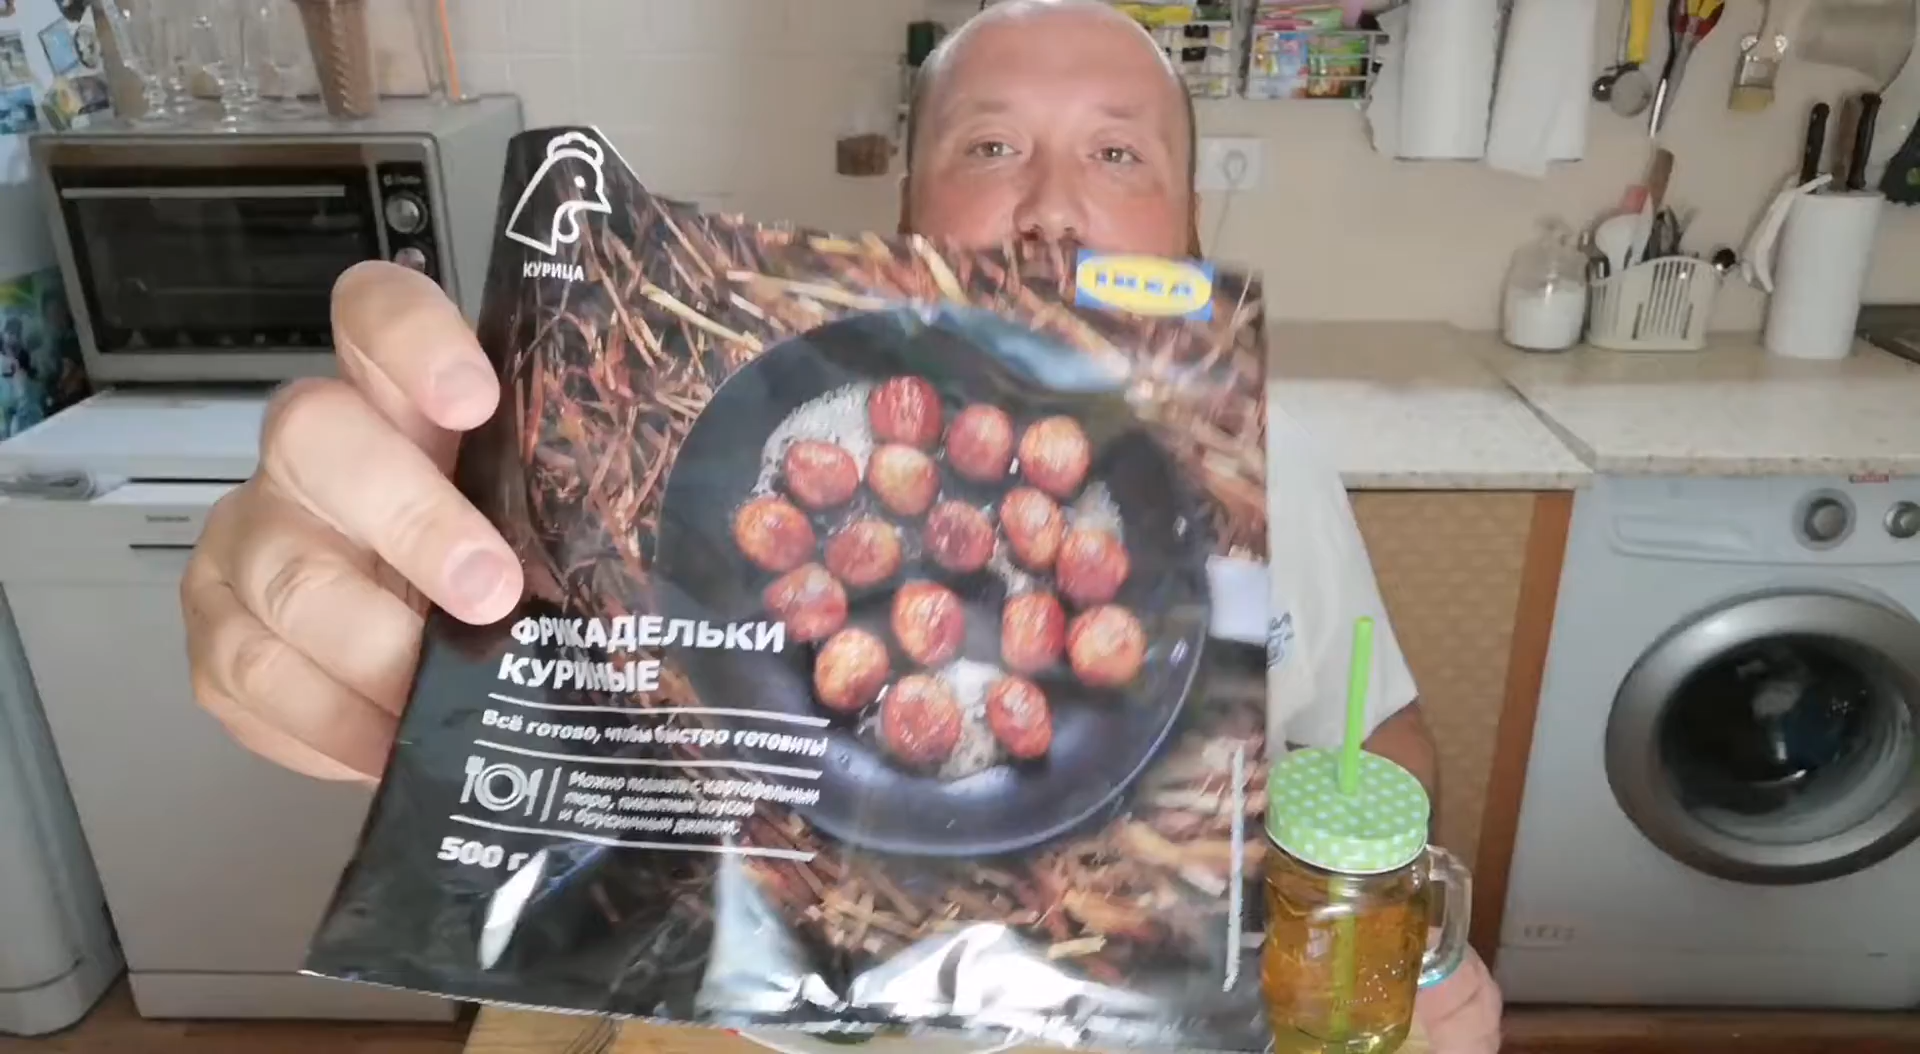 КУРИЦА
IKEA
ФРИКАДЕЛЬКИ
КУРИНЫЕ
Всё готово, чтобы быстро готовить!
Можно подавать с картофельным
пюре, пикантным соусом
и брусничным джемом.
500 г